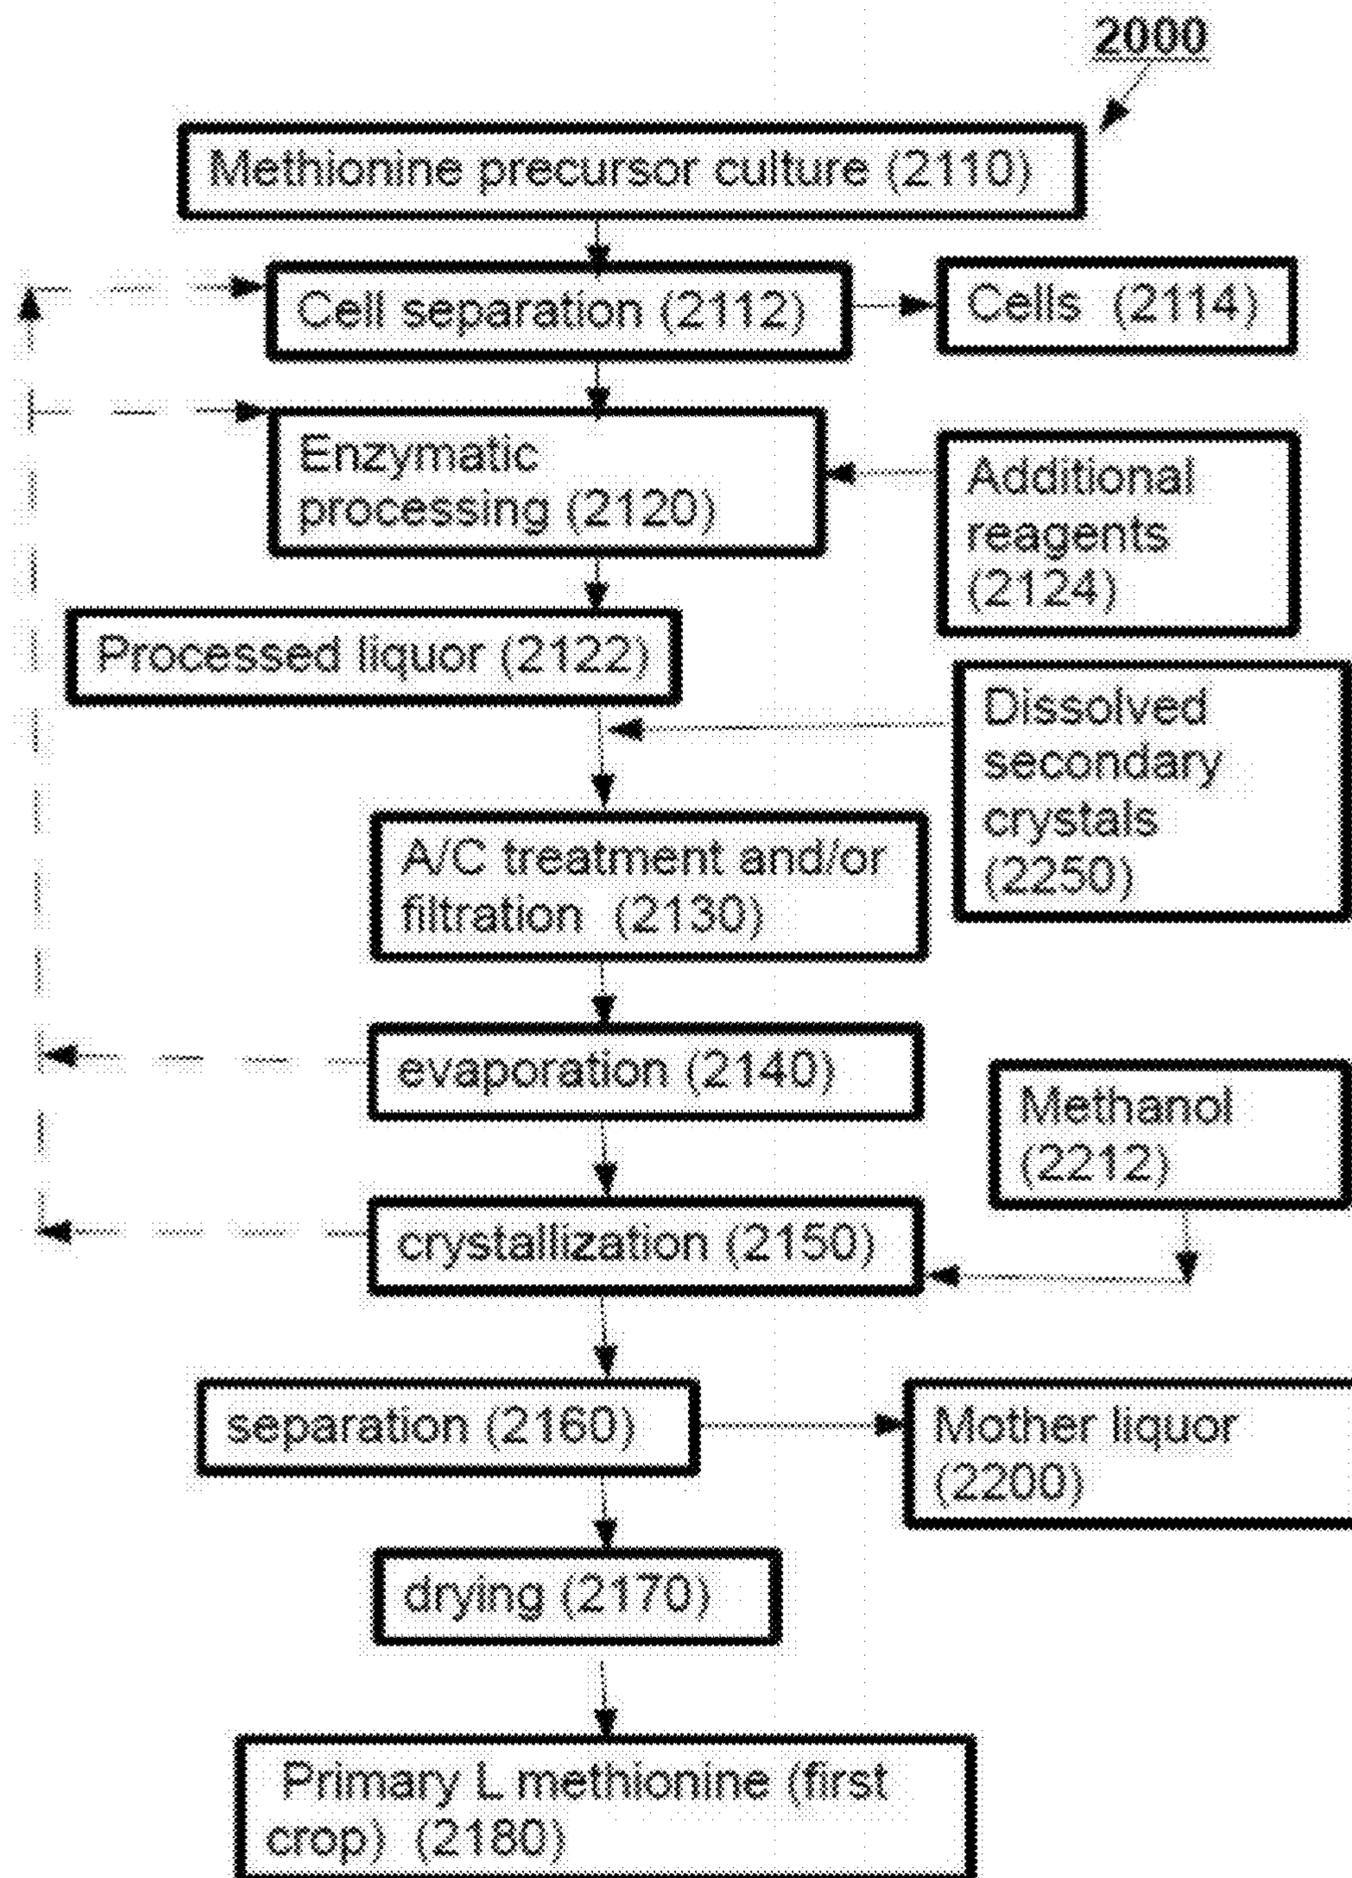 2000
Methionine precursor culture (2110)
Cell separation (2112)
Cells (2114)
Enzymatic
processing (2120)
Additional
reagents
(2124)
Processed liquor (2122)
Dissolved
secondary
crystals
(2250)
A/C treatment and/or
filtration (2130)
evaporation (2140)
Methanol
(2212)
crystallization (2150)
separation (2160)
Mother liquor
(2200)
drying (2170)
Primary L methionine (first
crop) (2180)